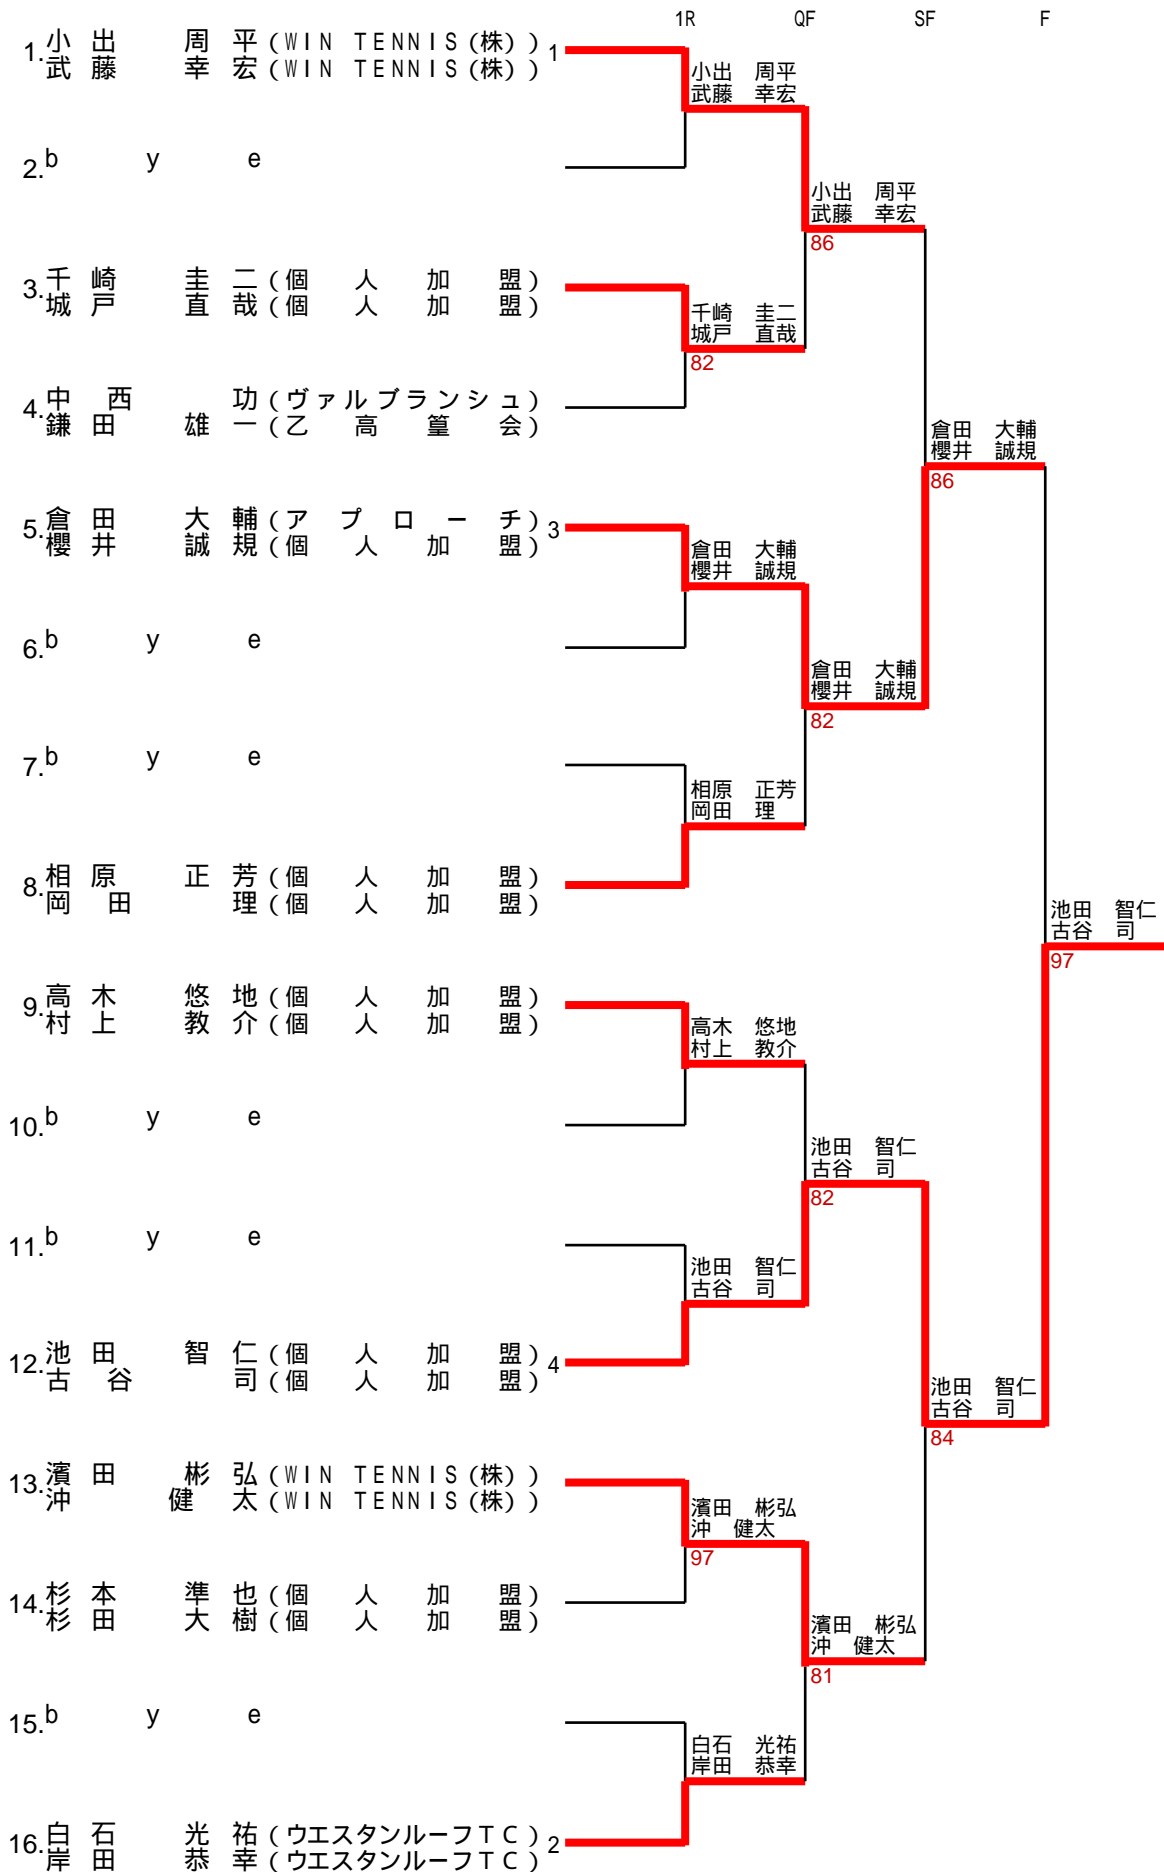 1R QF SF F
1. 小出 周平 (WIN TENNIS(株)) 1
武藤 幸宏 (WIN TENNIS(株))
小出 周平
武藤 幸宏
2. bye
小出 周平
武藤 幸宏
86
3. 千崎 圭二 (個人加盟)
城戸 直哉 (個人加盟)
千崎 圭二
城戸 直哉
82
4. 中西 功 (ヴァルブランシュ)
鎌田 雄一 (乙高篁会)
倉田 大輔
櫻井 誠規
86
5. 倉田 大輔 (アプローチ) 3
櫻井 誠規 (個人加盟)
倉田 大輔
櫻井 誠規
6. bye
倉田 大輔
櫻井 誠規
82
7. bye
相原 正芳
岡田 理
8. 相原 正芳 (個人加盟)
岡田 理 (個人加盟)
池田 智仁
古谷 司
97
9. 高木 悠地 (個人加盟)
村上 教介 (個人加盟)
高木 悠地
村上 教介
10. bye
池田 智仁
古谷 司
82
11. bye
池田 智仁
古谷 司
12. 池田 智仁 (個人加盟) 4
古谷 司 (個人加盟)
池田 智仁
古谷 司
84
13. 濱田 彬弘 (WIN TENNIS(株))
沖 健太 (WIN TENNIS(株))
濱田 彬弘
沖 健太
97
14. 杉本 準也 (個人加盟)
杉田 大樹 (個人加盟)
濱田 彬弘
沖 健太
81
15. bye
白石 光祐
岸田 恭幸
16. 白石 光祐 (ウエスタンルーフTC) 2
岸田 恭幸 (ウエスタンルーフTC)